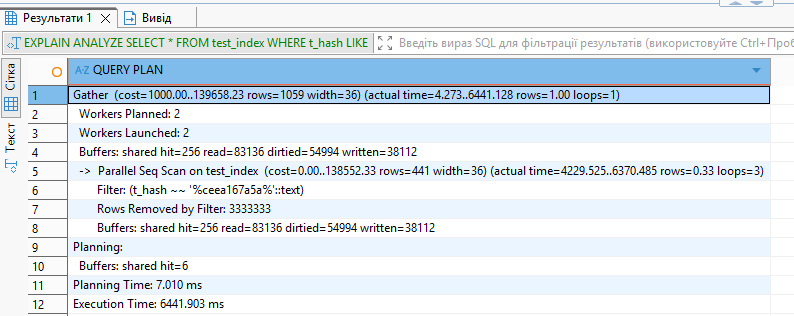 Результати 1
Вивід
EXPLAIN ANALYZE SELECT * FROM test_index WHERE t_hash LIKE
Введіть вираз SQL для фільтрації результатів (використовуйте Ctrl+Проб
Сітка
Текст
A-Z QUERY PLAN
1 Gather (cost=1000.00..139658.23 rows=1059 width=36) (actual time=4.273..6441.128 rows=1.00 loops=1)
2 Workers Planned: 2
3 Workers Launched: 2
4 Buffers: shared hit=256 read=83136 dirtied=54994 written=38112
5 -> Parallel Seq Scan on test_index (cost=0.00..138552.33 rows=441 width=36) (actual time=4229.525..6370.485 rows=0.33 loops=3)
6 Filter: (t_hash ~~ '%ceea167a5a%'::text)
7 Rows Removed by Filter: 3333333
8 Buffers: shared hit=256 read=83136 dirtied=54994 written=38112
9 Planning:
10 Buffers: shared hit=6
11 Planning Time: 7.010 ms
12 Execution Time: 6441.903 ms